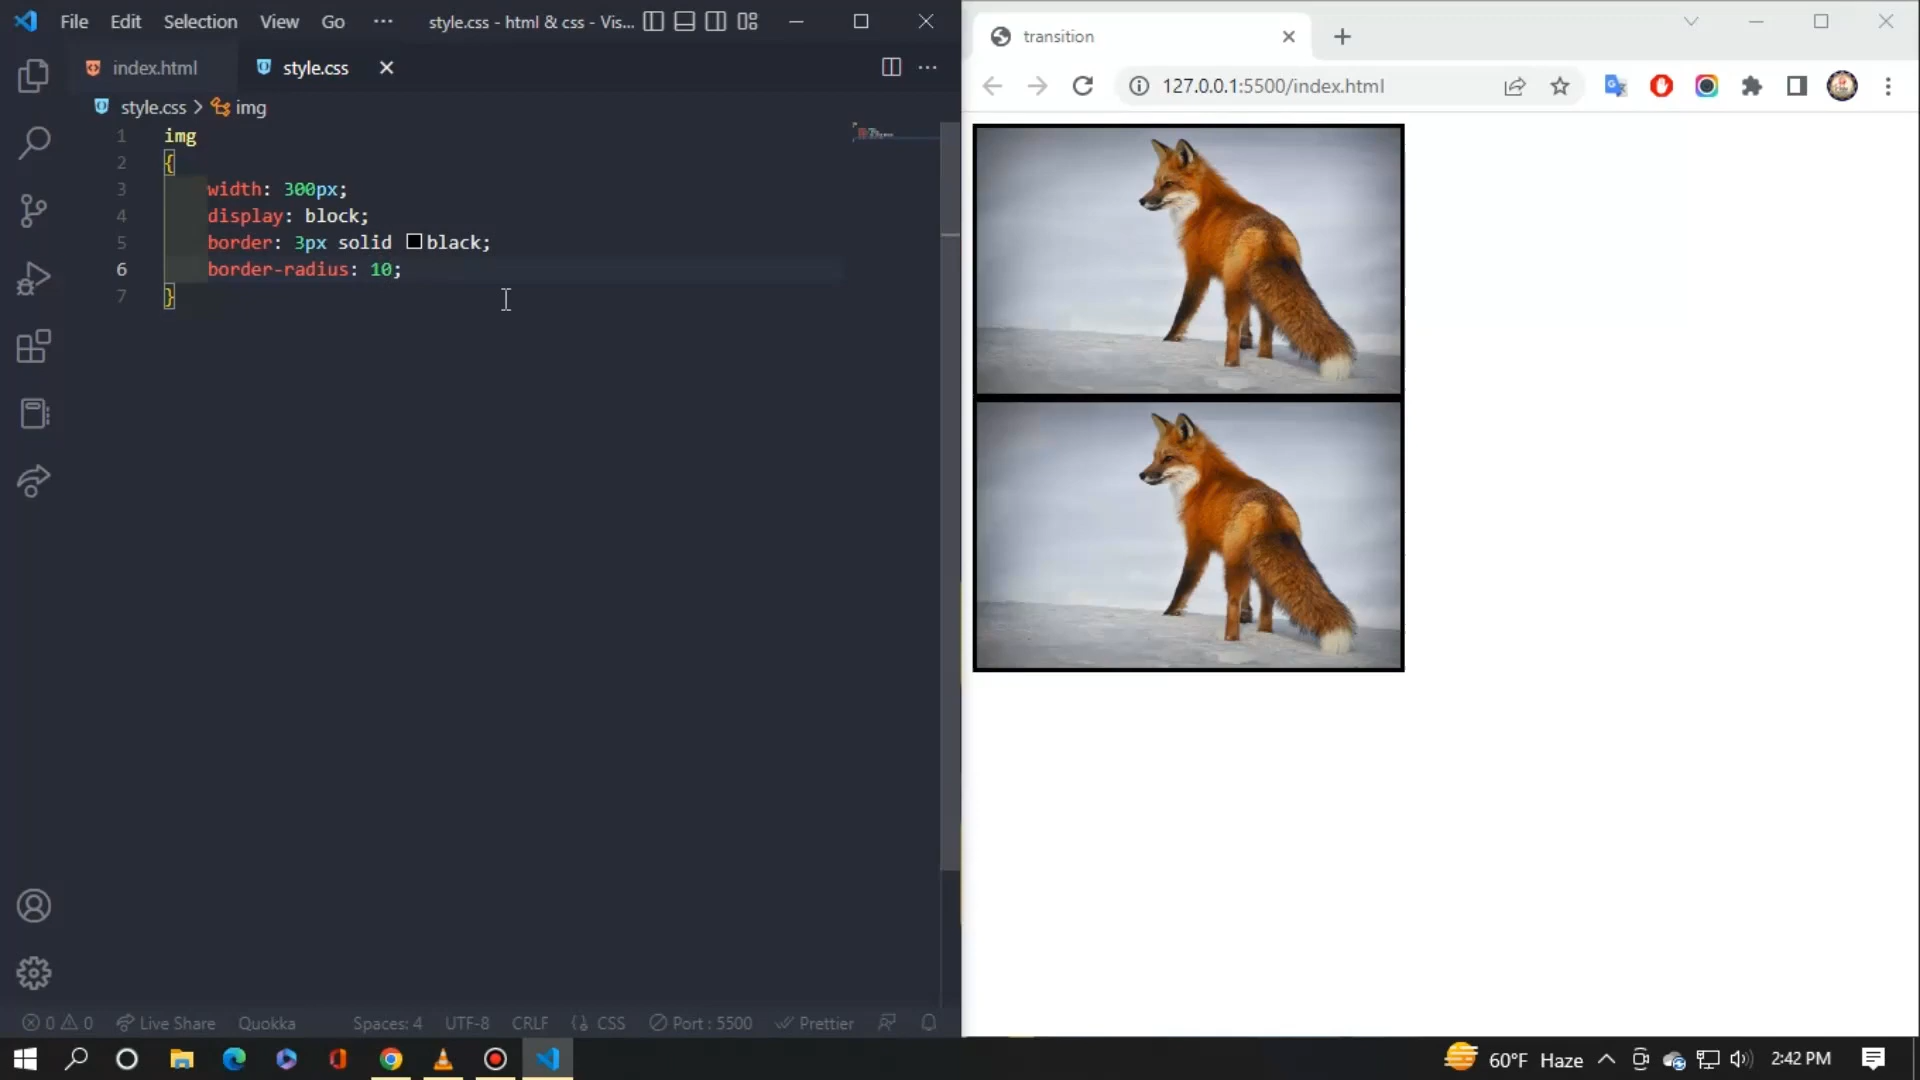 File Edit Selection View Go ··· style.css - html & css - Vis...
index.html style.css
style.css > img
1 img
2 {
3 width: 300px;
4 display: block;
5 border: 3px solid black;
6 border-radius: 10;
7 }
0 0 Live Share Quokka Spaces: 4 UTF-8 CRLF {} CSS Port : 5500 Prettier
transition
127.0.0.1:5500/index.html
60°F Haze 2:42 PM